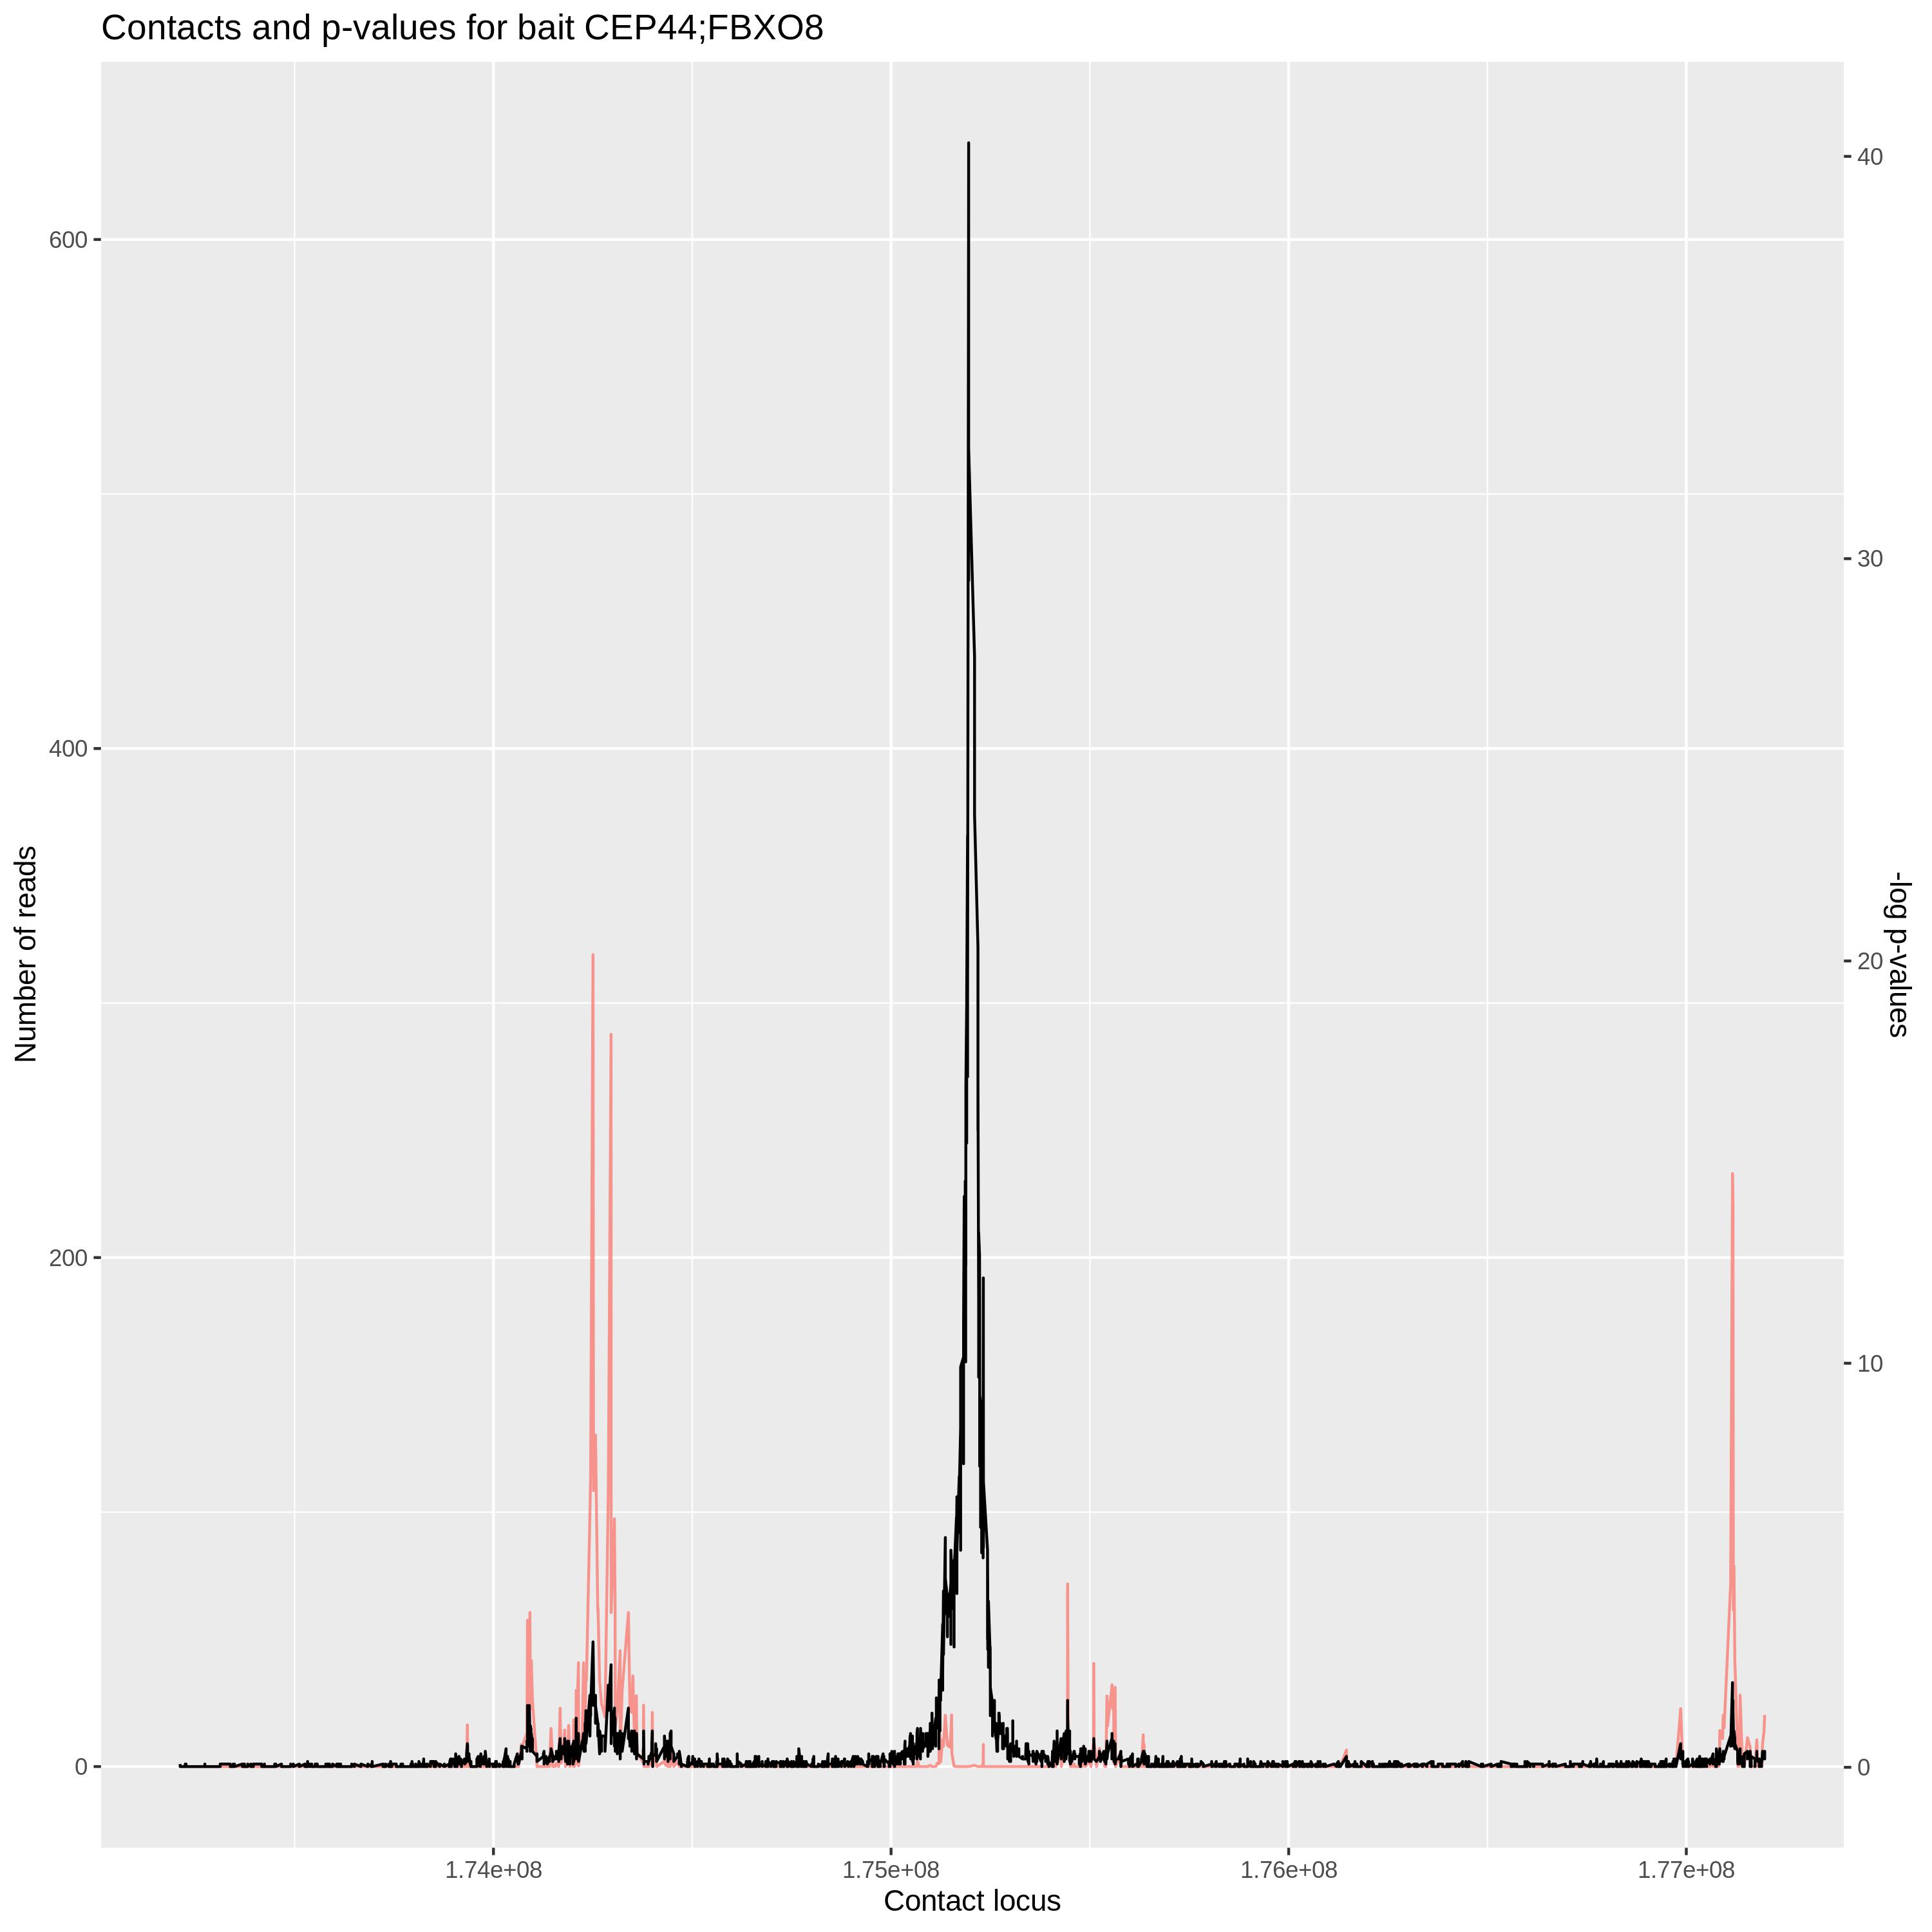 Contacts and p-values for bait CEP44;FBXO8
Number of reads
600
400
200
0
40
30
20
10
0
-log p-values
1.74e+08
1.75e+08
1.76e+08
1.77e+08
Contact locus